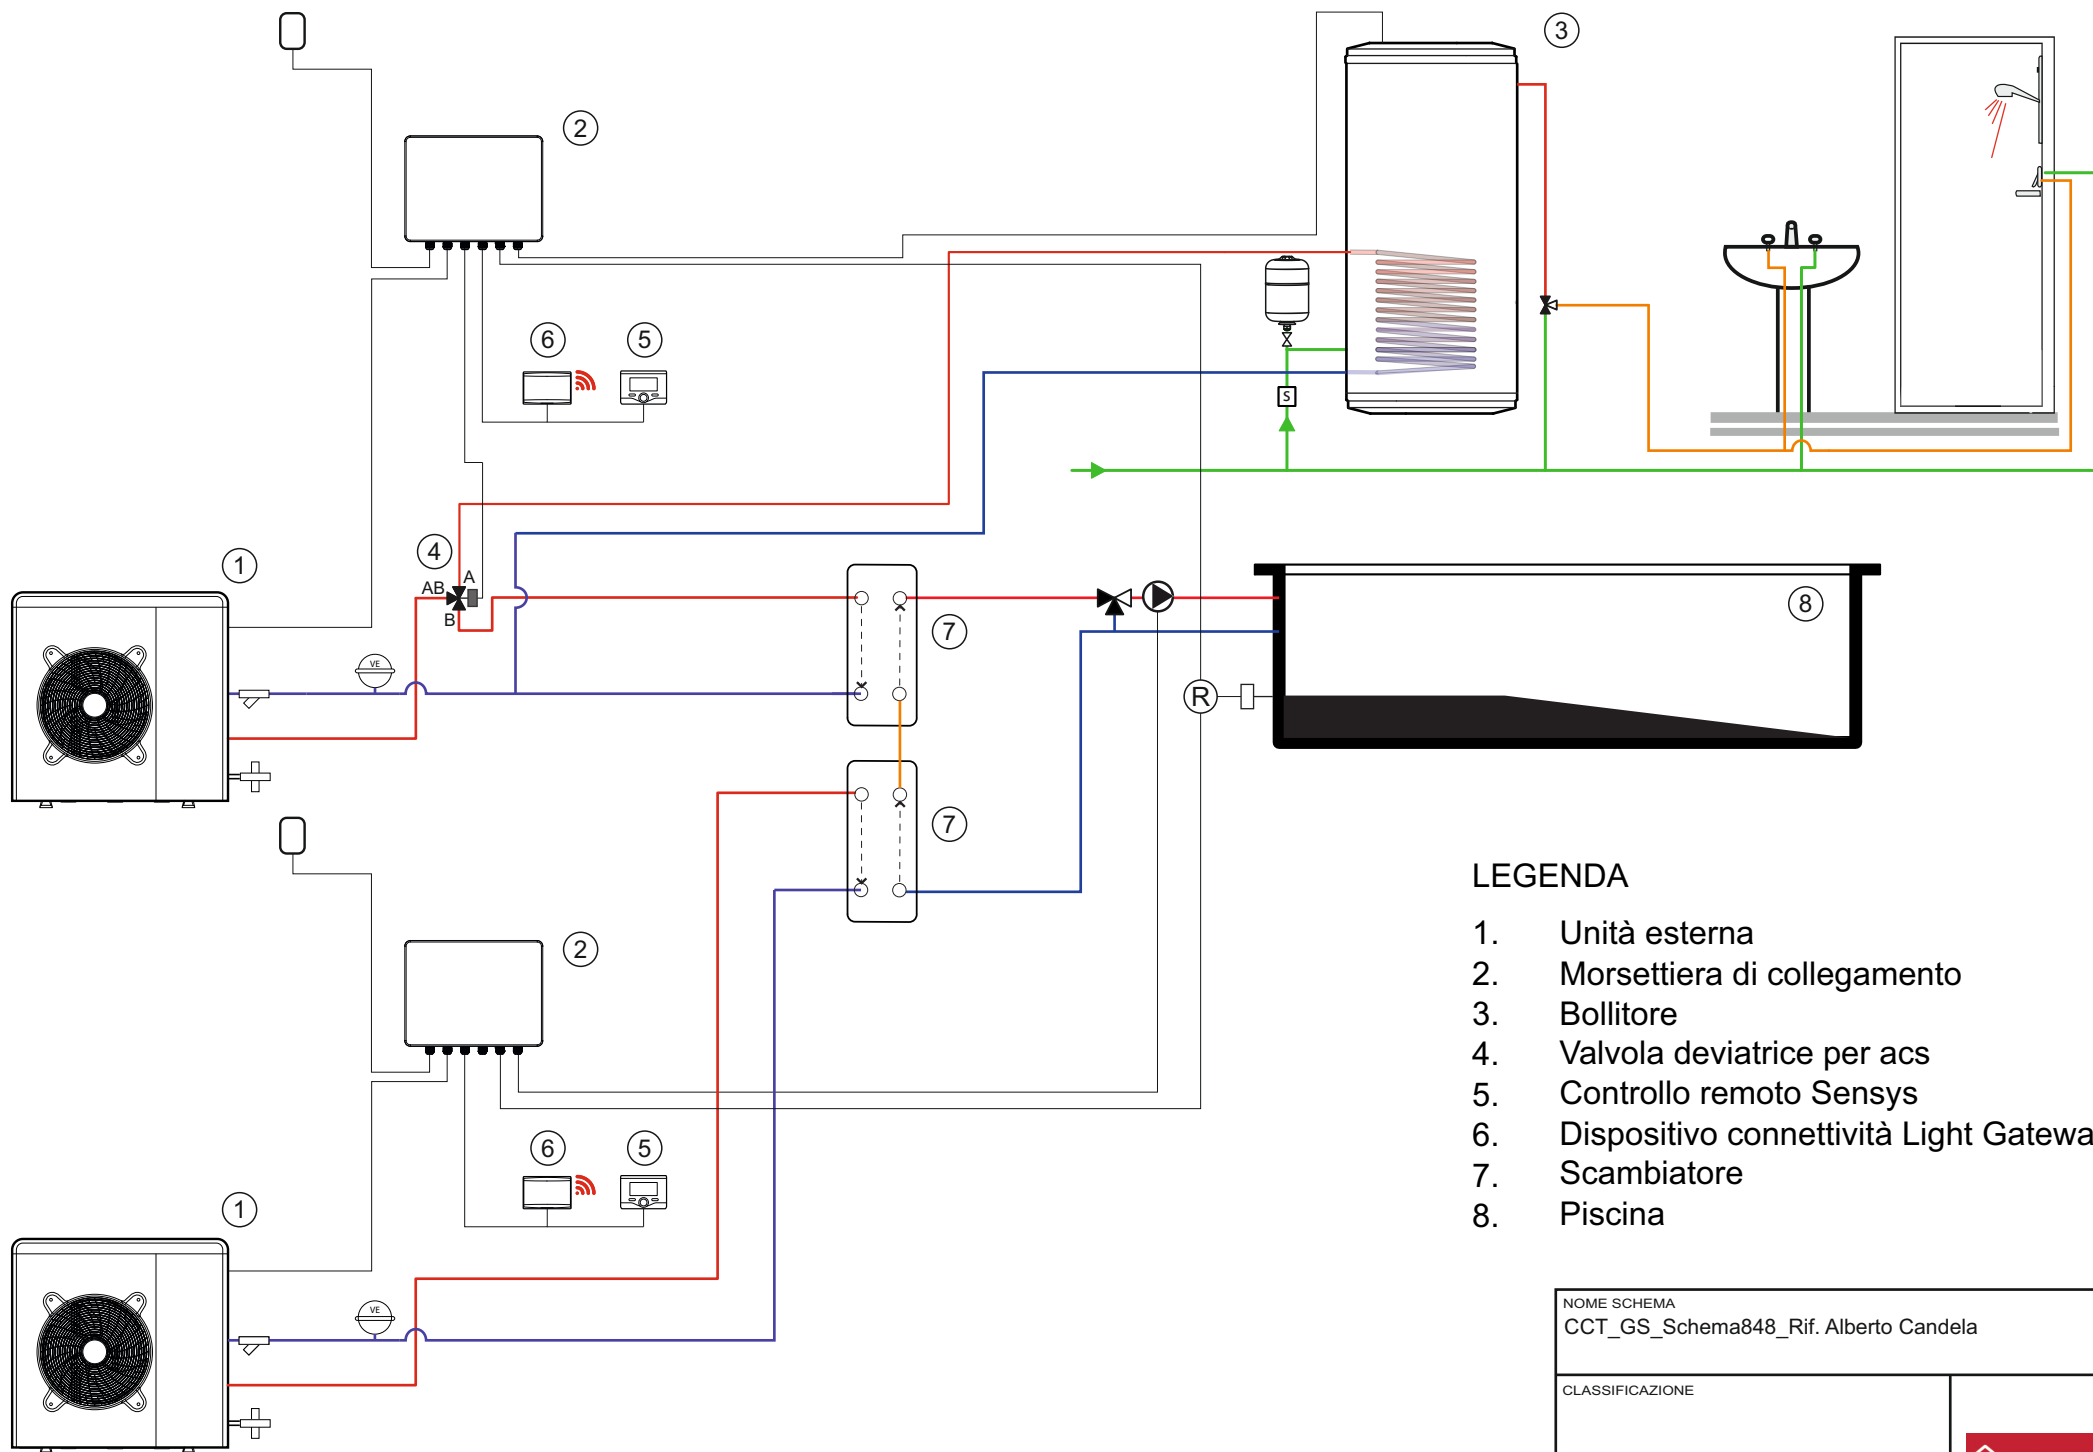 3
2
6
5
S
4
A
AB
B
1
VE
7
8
R
7
2
6
5
1
VE
LEGENDA
1. Unità esterna
2. Morsettiera di collegamento
3. Bollitore
4. Valvola deviatrice per acs
5. Controllo remoto Sensys
6. Dispositivo connettività Light Gatewa
7. Scambiatore
8. Piscina
NOME SCHEMA
CCT_GS_Schema848_Rif. Alberto Candela
CLASSIFICAZIONE